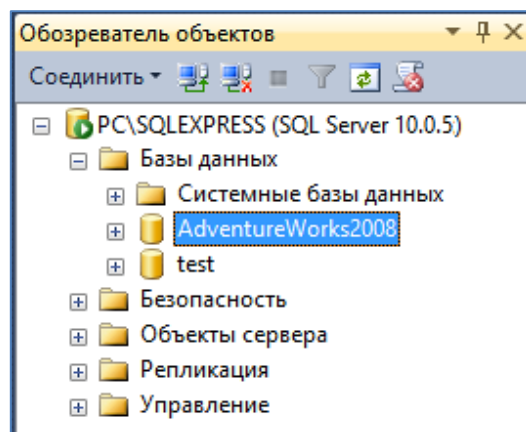 Обозреватель объектов
Соединить
PC\SQLEXPRESS (SQL Server 10.0.5)
Базы данных
Системные базы данных
AdventureWorks2008
test
Безопасность
Объекты сервера
Репликация
Управление